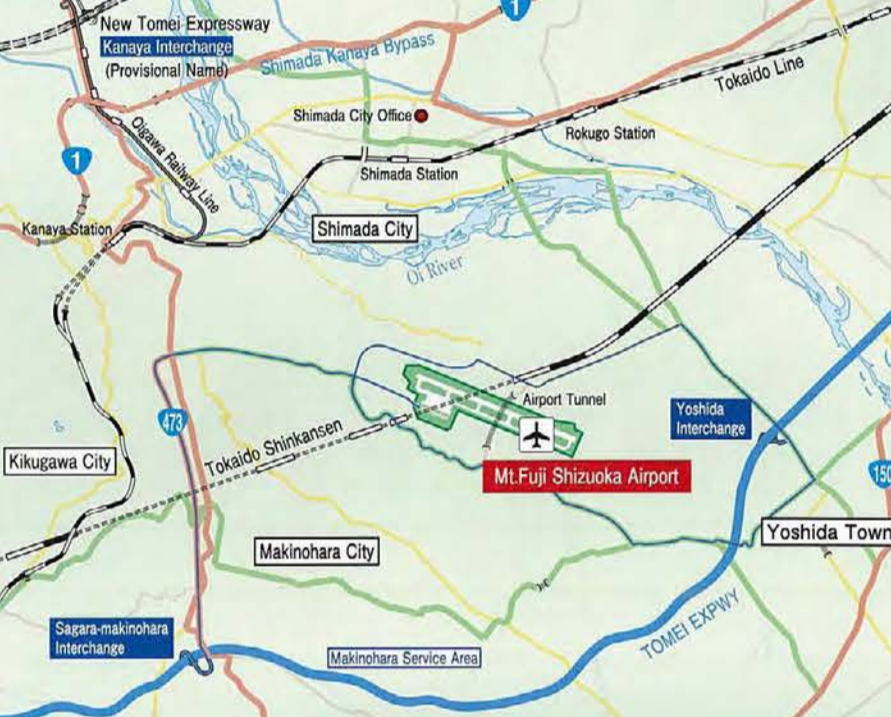 1
New Tomei Expressway
Kanaya Interchange
(Provisional Name)
Shimada Kanaya Bypass
Tokaido Line
Shimada City Office
Rokugo Station
Oigawa Railway Line
1
Shimada Station
Kanaya Station
Shimada City
Oi River
Airport Tunnel
Yoshida
Interchange
473
Tokaido Shinkansen
Kikugawa City
Mt.Fuji Shizuoka Airport
150
Yoshida Town
Makinohara City
Sagara-makinohara
Interchange
Makinohara Service Area
TOMEI EXPWY